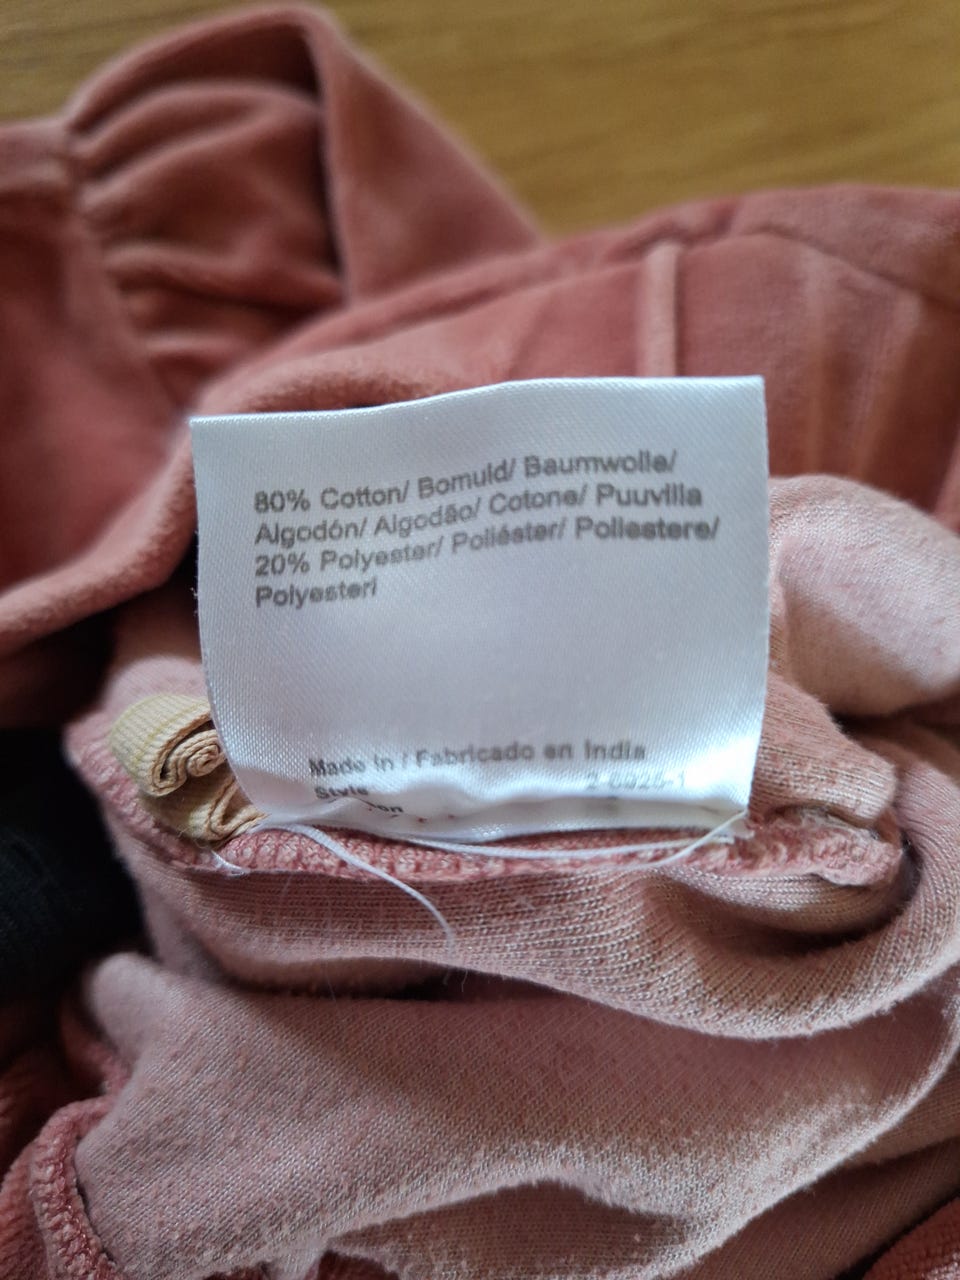 80% Cotton/ Bomuld/ Baumwolle/
Algodón/ Algodão/ Cotone/ Puuvilla
20% Polyester/ Poliéster/ Poliestere/
Polyesteri
Made in / Fabricado en India
Style